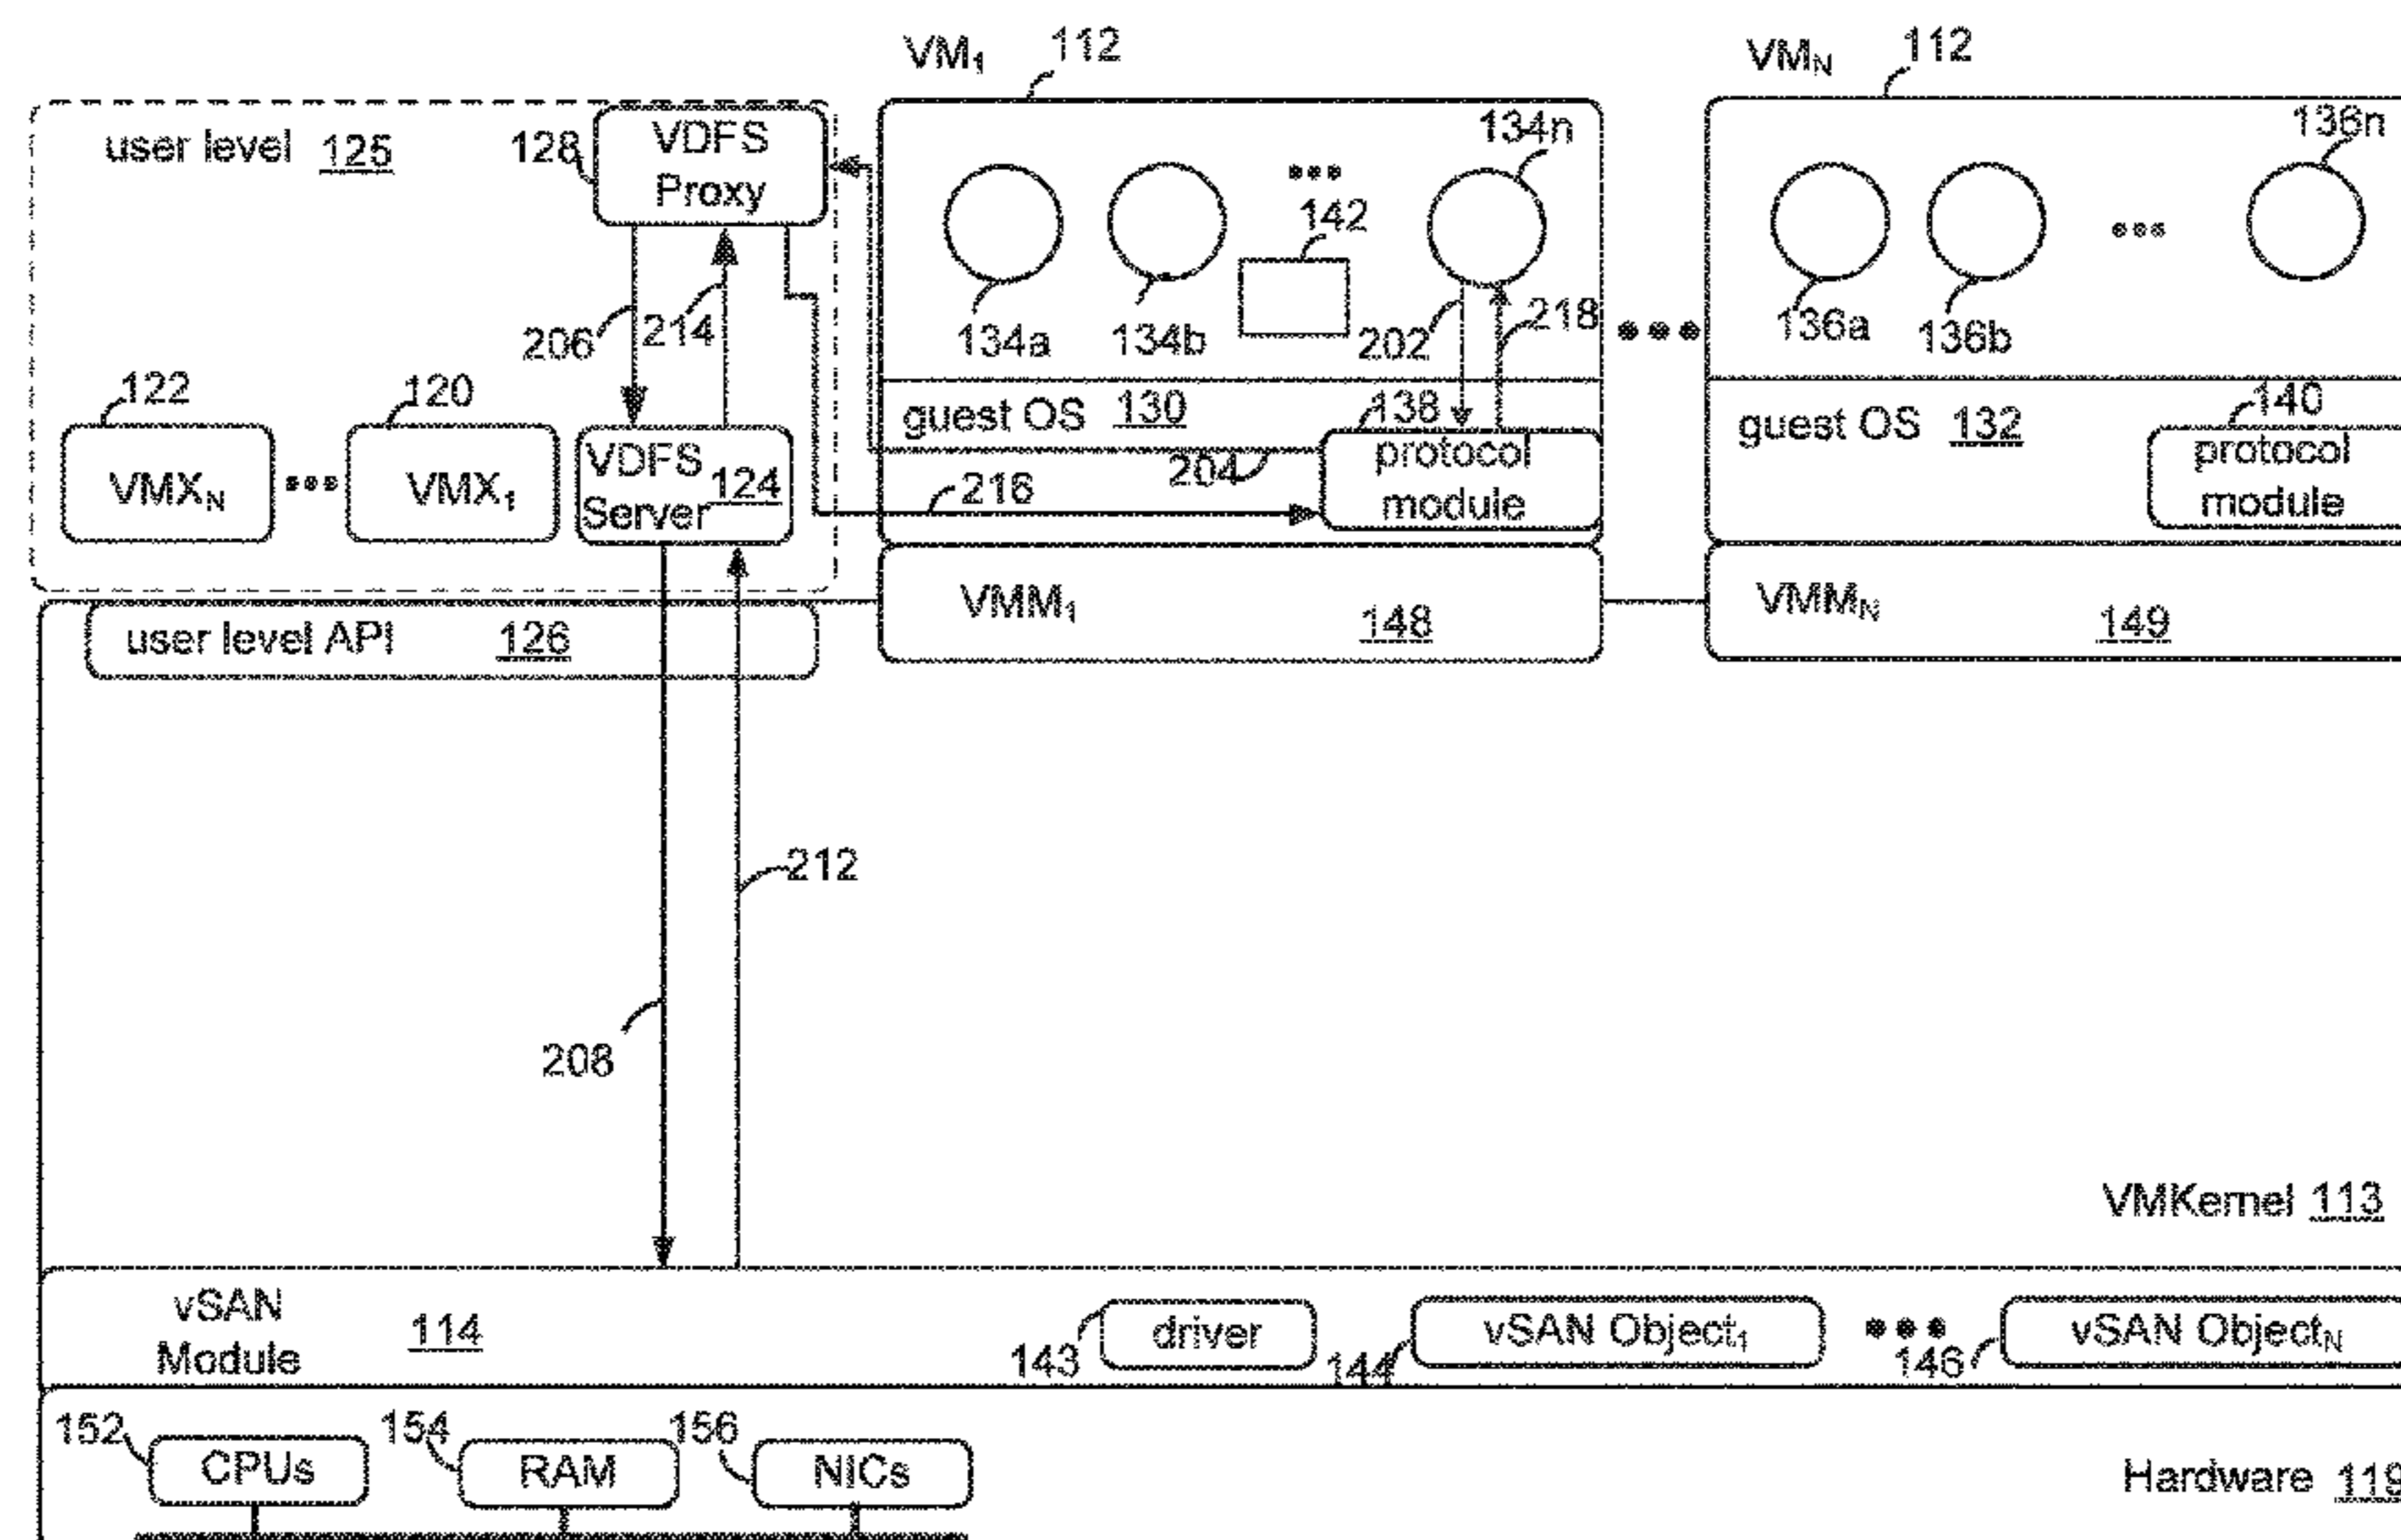 VM₁ 112
VMN 112
user level 125
128
VDFS
Proxy
134n
136n
142
206
214
134a
134b
202
218
136a
136b
122
120
guest OS 130
138
guest OS 132
140
VMXN
VMX₁
VDFS
Server 124
204
216
protocol
module
protocol
module
user level API 126
VMM₁ 148
VMMN 149
212
208
VMKernel 113
vSAN
Module
114
143
driver
144
vSAN Object₁
146
vSAN ObjectN
152
CPUs
154
RAM
156
NICs
Hardware 119